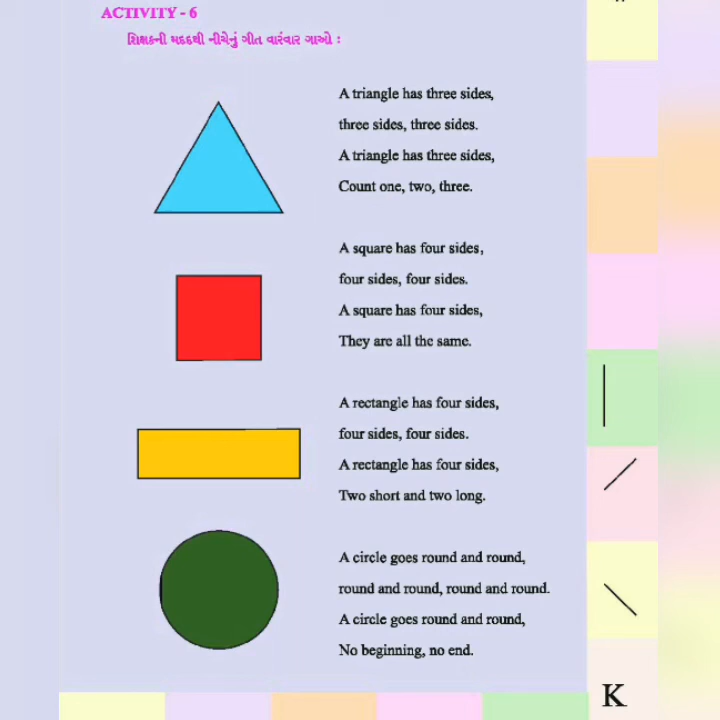 ACTIVITY - 6
શિક્ષકની મદદથી નીચેનું ગીત વારંવાર ગાઓ :
A triangle has three sides,
three sides, three sides.
A triangle has three sides,
Count one, two, three.
A square has four sides,
four sides, four sides.
A square has four sides,
They are all the same.
A rectangle has four sides,
four sides, four sides.
A rectangle has four sides,
Two short and two long.
A circle goes round and round,
round and round, round and round.
A circle goes round and round,
No beginning, no end.
K